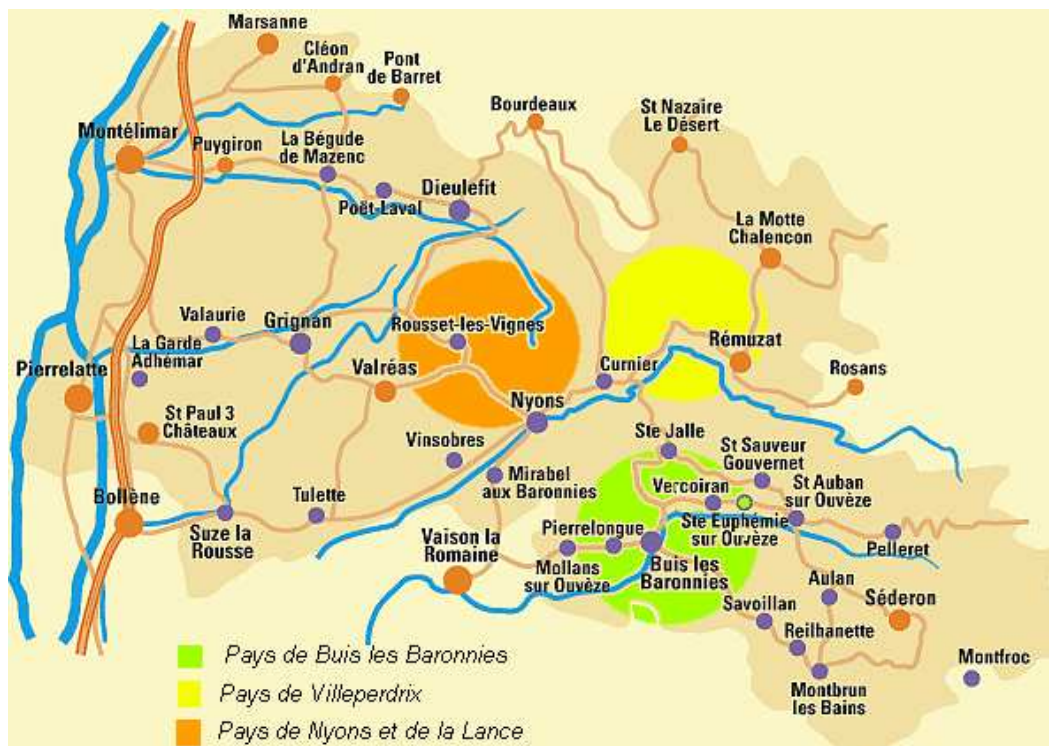 Marsanne
Cléon
d'Andran
Pont
de Barret
Bourdeaux
St Nazaire
Le Désert
Montélimar
Puygiron
La Bégude
de Mazenc
Poët-Laval
Dieulefit
La Motte
Chalencon
Valaurie
Grignan
Rousset-les-Vignes
La Garde
Adhémar
Pierrelatte
Valréas
Curnier
Rémuzat
Rosans
St Paul 3
Châteaux
Nyons
Vinsobres
Mirabel
aux Baronnies
Ste Jalle
St Sauveur
Gouvernet
Vercoiran
St Auban
sur Ouvèze
Bollène
Suze la
Rousse
Tulette
Vaison la
Romaine
Pierrelongue
Mollans
sur Ouvèze
Buis les
Baronnies
Ste Euphémie
sur Ouvèze
Pelleret
Aulan
Séderon
Savoillan
Reilhanette
Montbrun
les Bains
Montfroc
Pays de Buis les Baronnies
Pays de Villeperdrix
Pays de Nyons et de la Lance